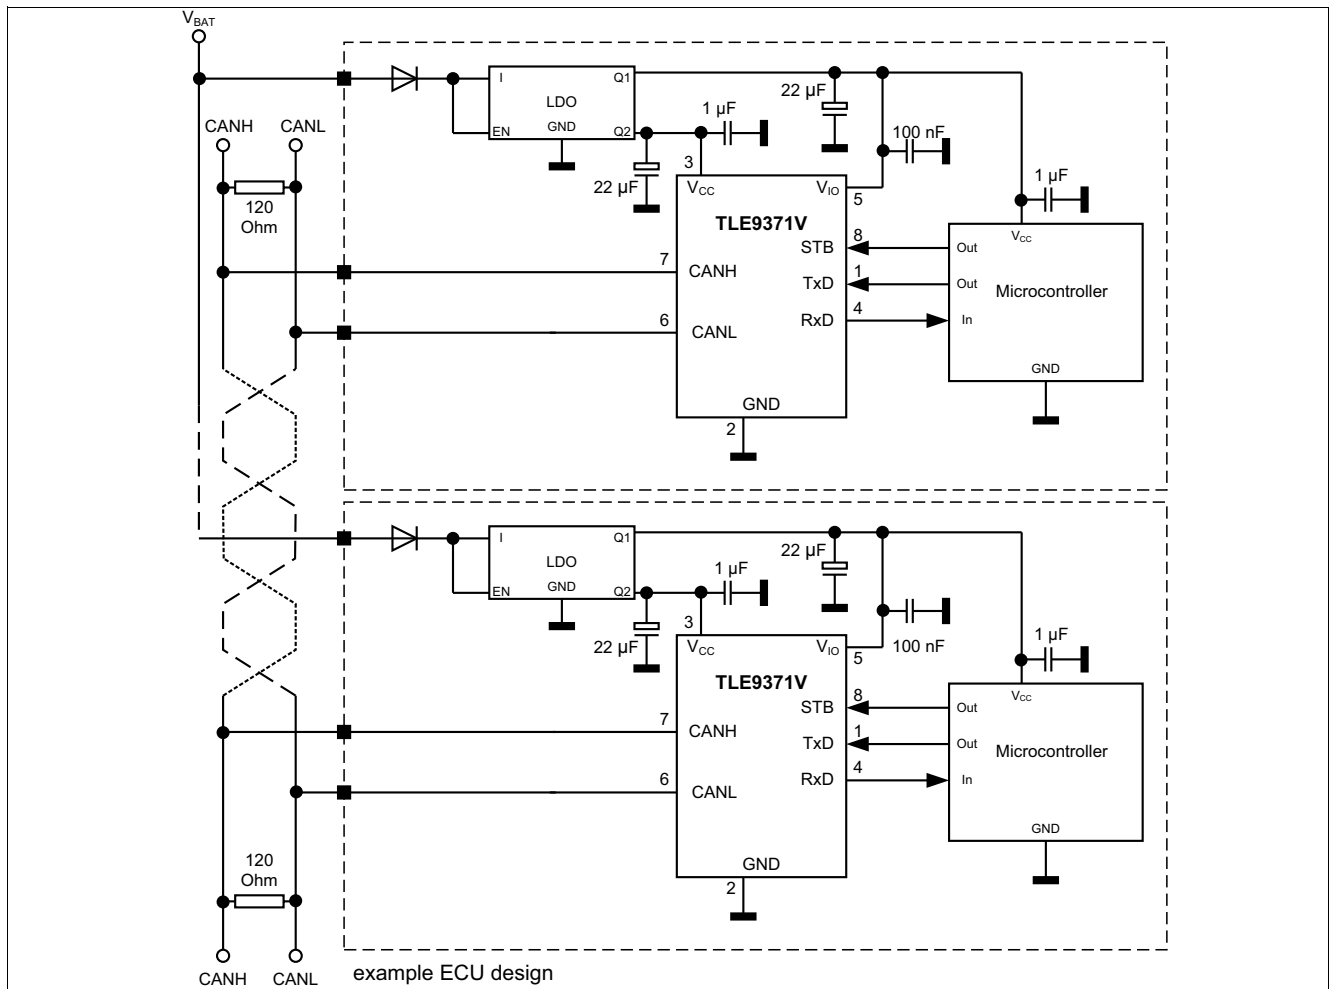 VBAT
CANH
CANL
120
Ohm
I
Q1
LDO
EN
GND
Q2
22 µF
1 µF
22 µF
100 nF
3
VCC
VIO
5
TLE9371V
STB
8
7
CANH
TxD
1
6
CANL
RxD
4
GND
2
1 µF
VCC
Out
Out
Microcontroller
In
GND
I
Q1
LDO
EN
GND
Q2
22 µF
1 µF
22 µF
100 nF
3
VCC
VIO
5
TLE9371V
STB
8
7
CANH
TxD
1
6
CANL
RxD
4
GND
2
1 µF
VCC
Out
Out
Microcontroller
In
GND
120
Ohm
CANH
CANL
example ECU design